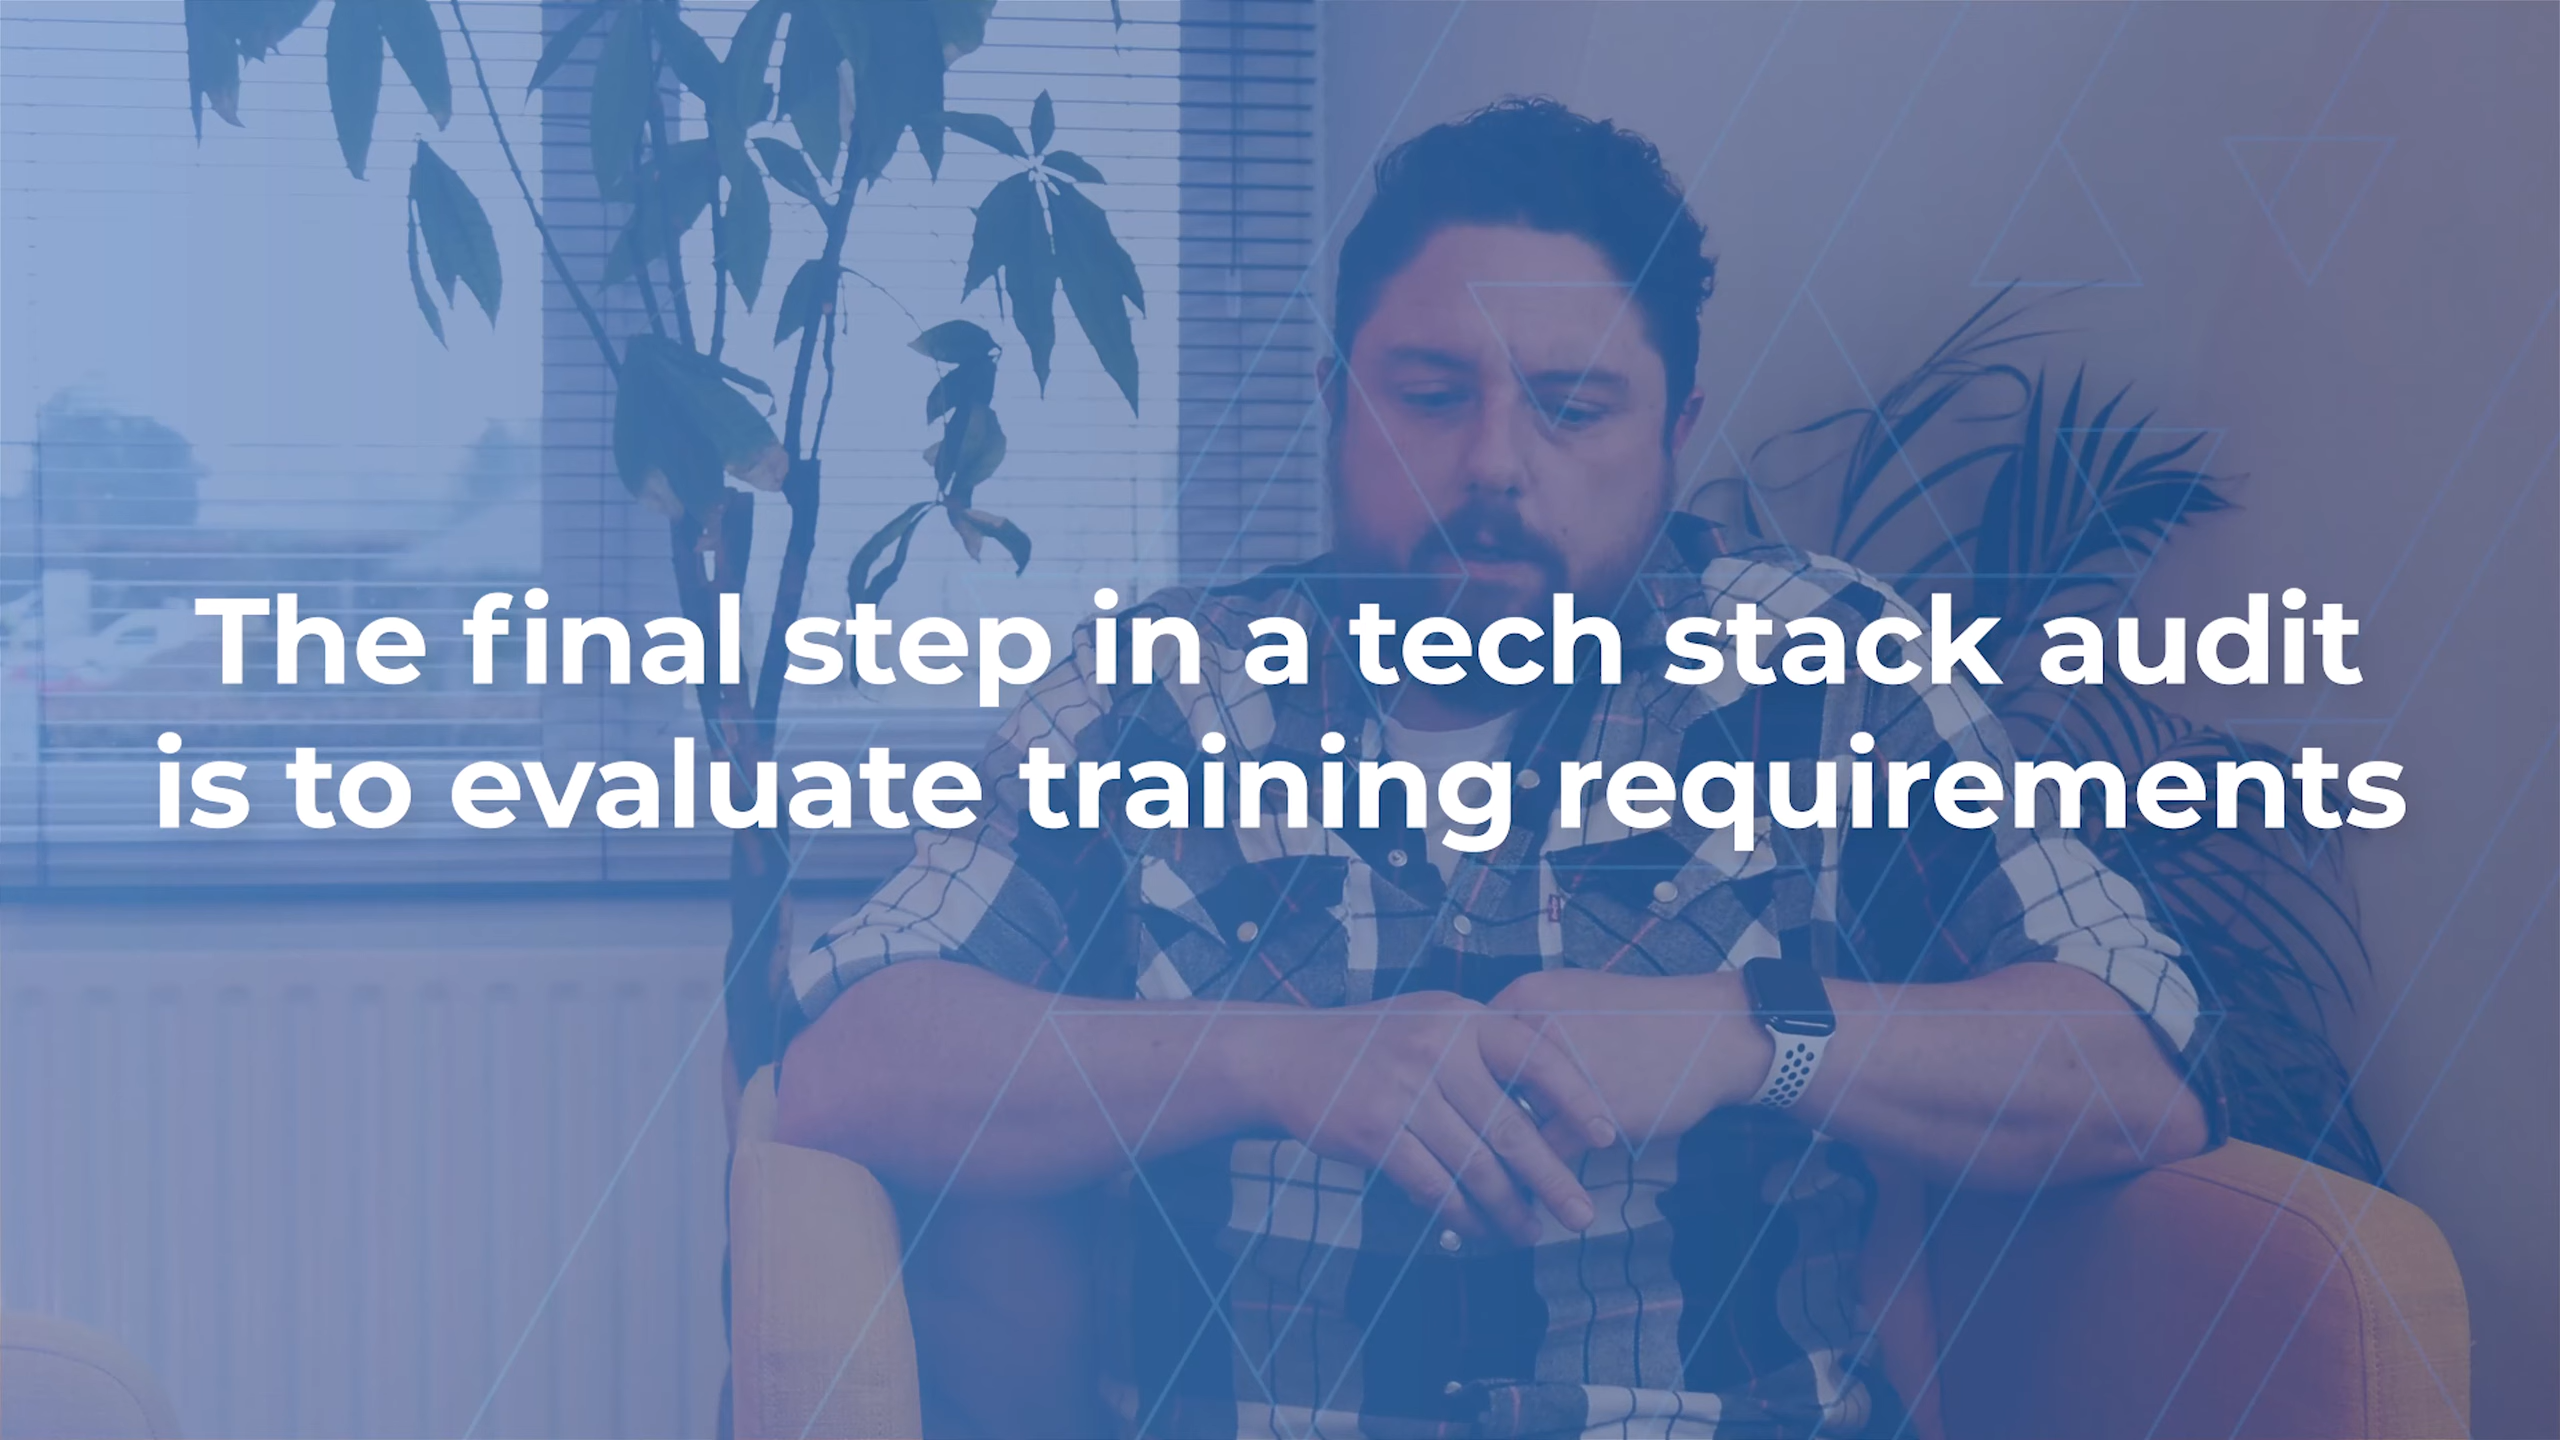 The final step in a tech stack audit
is to evaluate training requirements